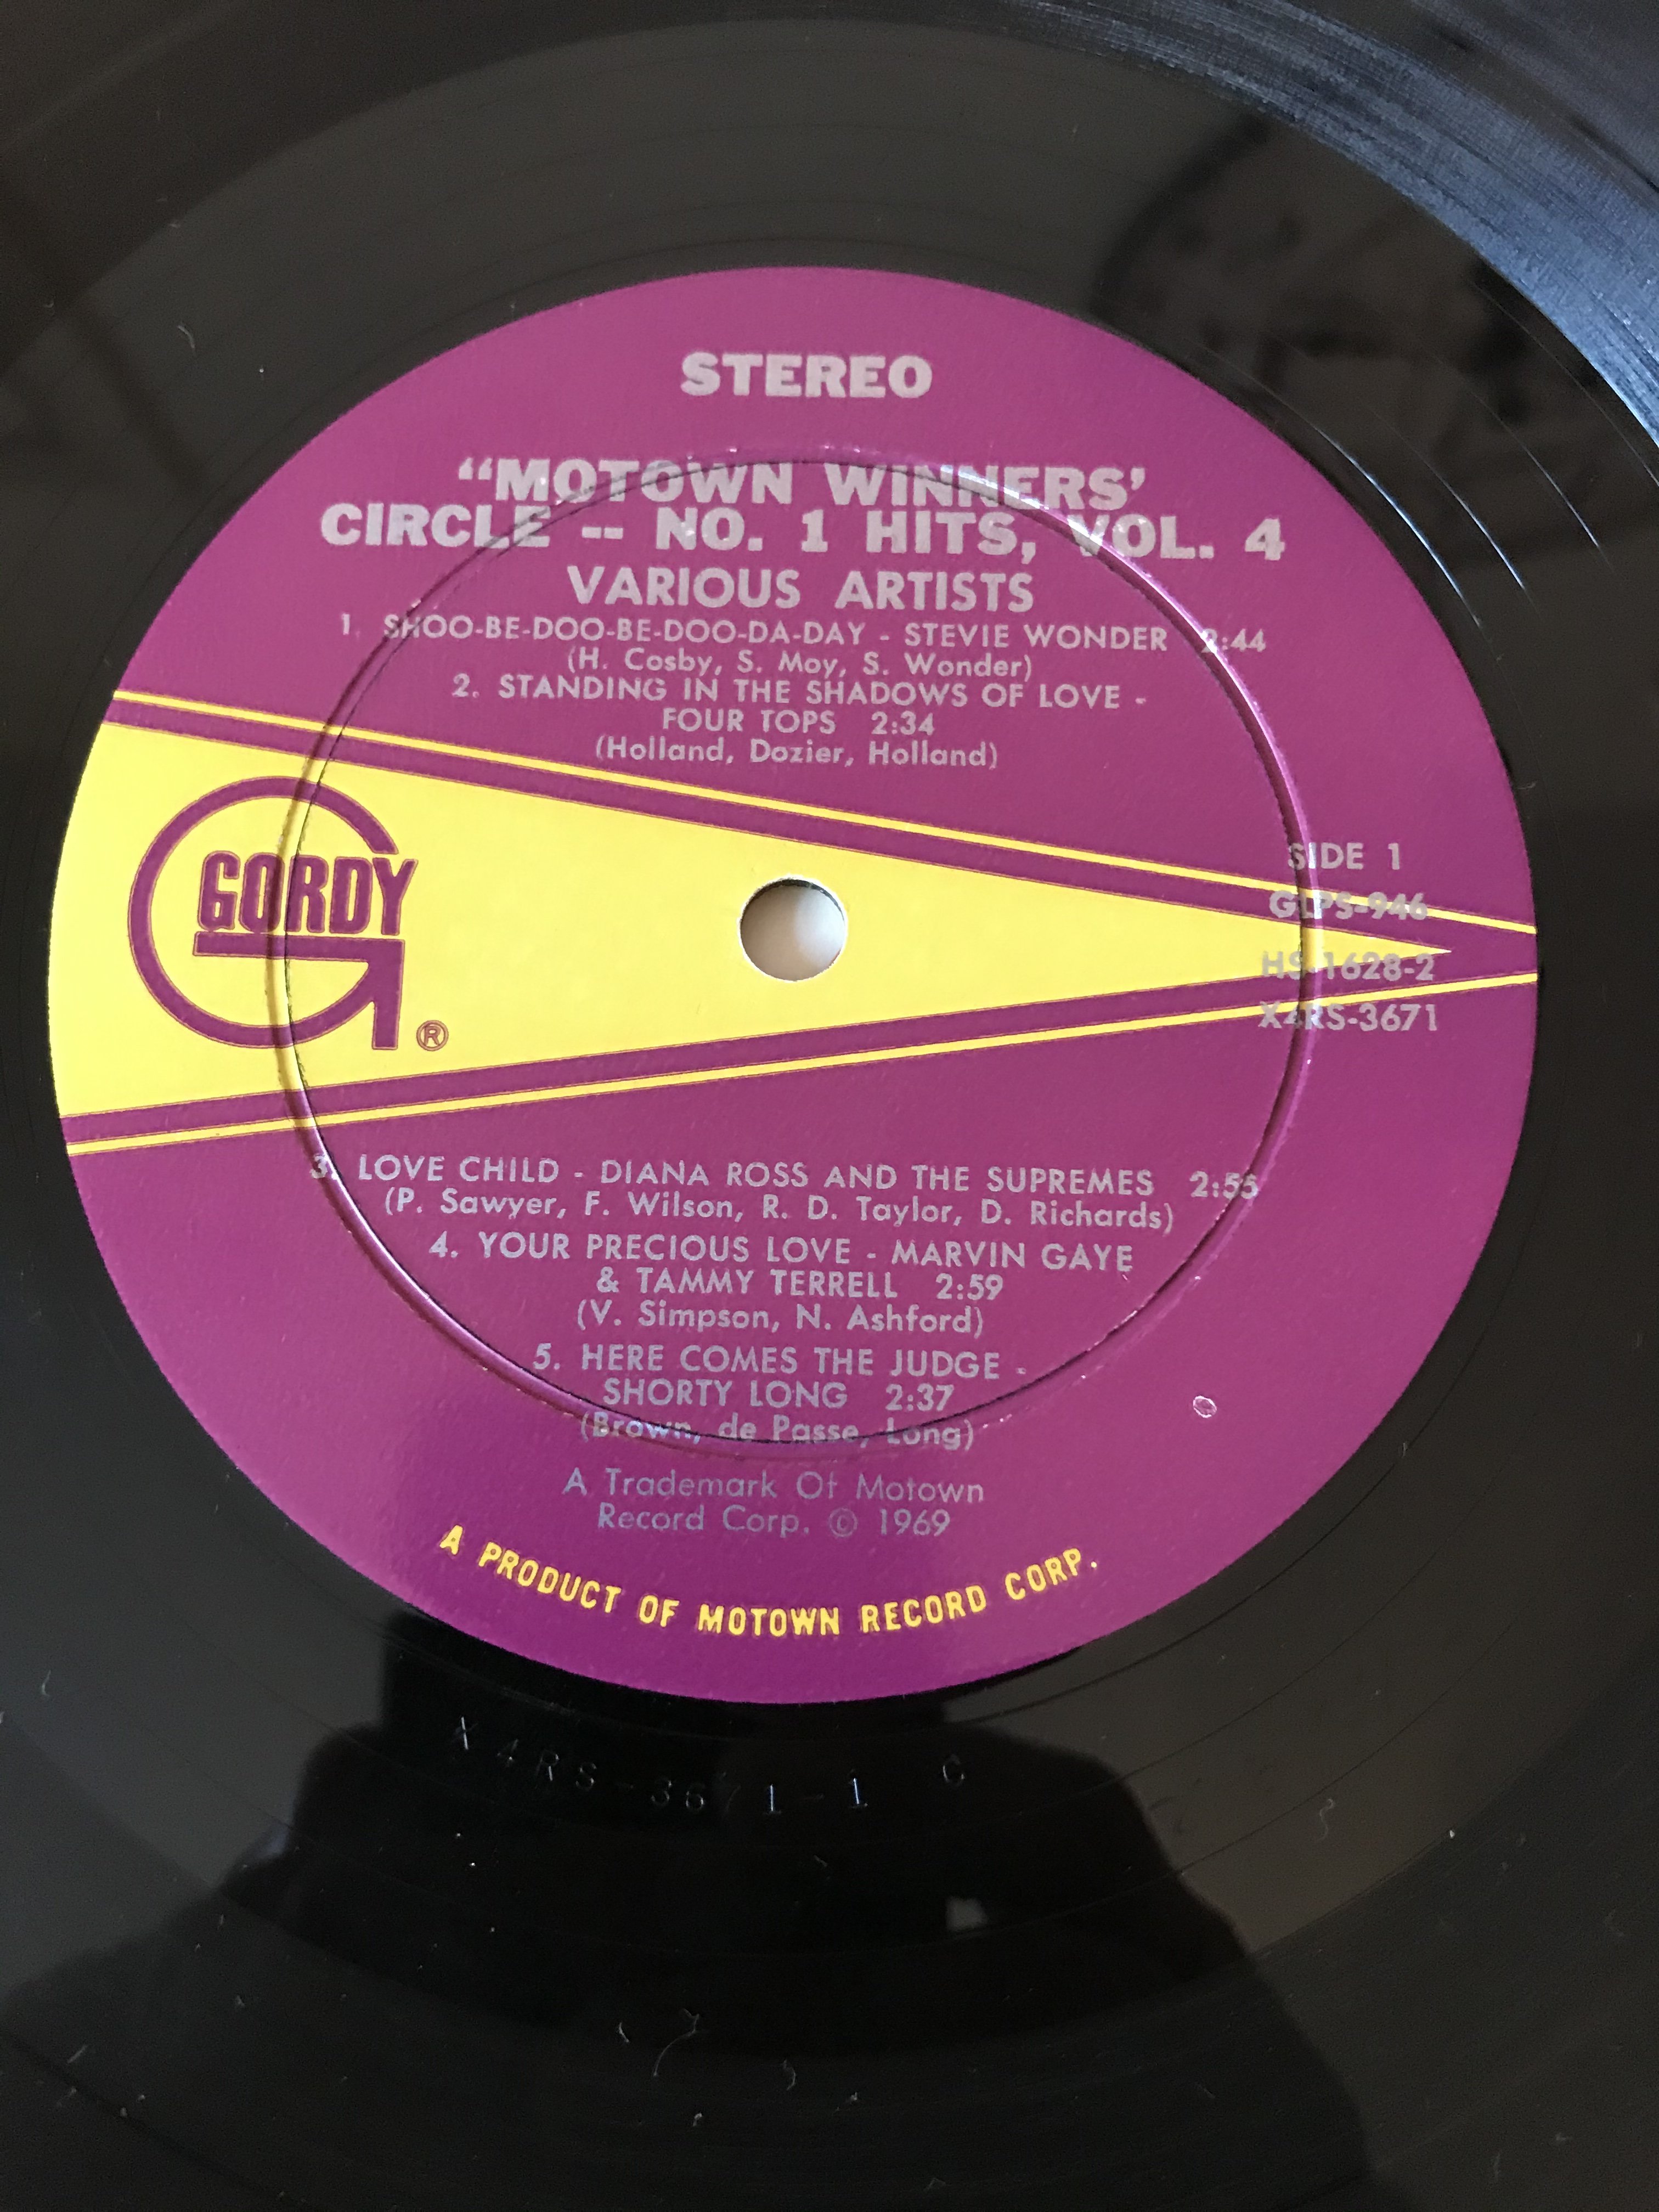 STEREO
“MOTOWN WINNERS’
CIRCLE -- NO. 1 HITS, VOL. 4
VARIOUS ARTISTS
1. SHOO-BE-DOO-BE-DOO-DA-DAY - STEVIE WONDER 2:44
(H. Cosby, S. Moy, S. Wonder)
2. STANDING IN THE SHADOWS OF LOVE -
FOUR TOPS 2:34
(Holland, Dozier, Holland)
GORDY
®
SIDE 1
GLPS-946
HS-1628-2
X4RS-3671
3. LOVE CHILD - DIANA ROSS AND THE SUPREMES 2:55
(P. Sawyer, F. Wilson, R. D. Taylor, D. Richards)
4. YOUR PRECIOUS LOVE - MARVIN GAYE
& TAMMY TERRELL 2:59
(V. Simpson, N. Ashford)
5. HERE COMES THE JUDGE -
SHORTY LONG 2:37
(Brown, de Passe, Long)
A Trademark Of Motown
Record Corp. © 1969
A PRODUCT OF MOTOWN RECORD CORP.
X4RS-3671-1 C